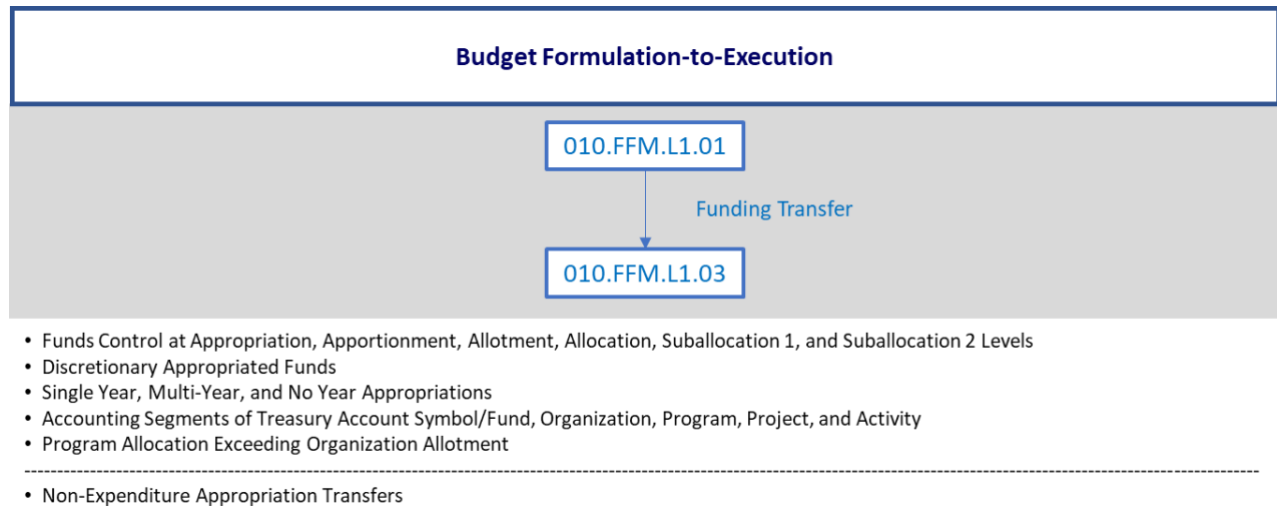 Budget Formulation-to-Execution
010.FFM.L1.01
Funding Transfer
010.FFM.L1.03
• Funds Control at Appropriation, Apportionment, Allotment, Allocation, Suballocation 1, and Suballocation 2 Levels
• Discretionary Appropriated Funds
• Single Year, Multi-Year, and No Year Appropriations
• Accounting Segments of Treasury Account Symbol/Fund, Organization, Program, Project, and Activity
• Program Allocation Exceeding Organization Allotment
• Non-Expenditure Appropriation Transfers